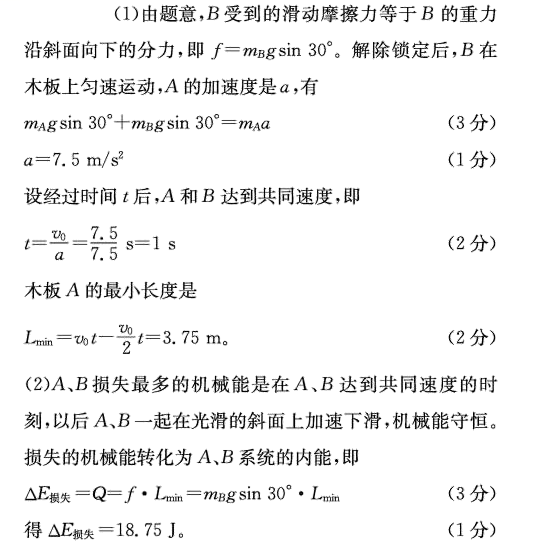 (1)由题意,B受到的滑动摩擦力等于B的重力
沿斜面向下的分力,即 f=m_Bg sin 30°。解除锁定后,B在
木板上匀速运动,A的加速度是a,有
m_Ag sin 30°+m_Bg sin 30°=m_Aa (3分)
a=7.5 m/s² (1分)
设经过时间t后,A和B达到共同速度,即
t=v₀/a=7.5/7.5 s=1 s (2分)
木板A的最小长度是
L_min=v₀t-v₀/2 t=3.75 m。 (2分)
(2)A、B损失最多的机械能是在A、B达到共同速度的时
刻,以后A、B一起在光滑的斜面上加速下滑,机械能守恒。
损失的机械能转化为A、B系统的内能,即
ΔE损失=Q=f·L_min=m_Bg sin 30°·L_min (3分)
得 ΔE损失=18.75 J。 (1分)